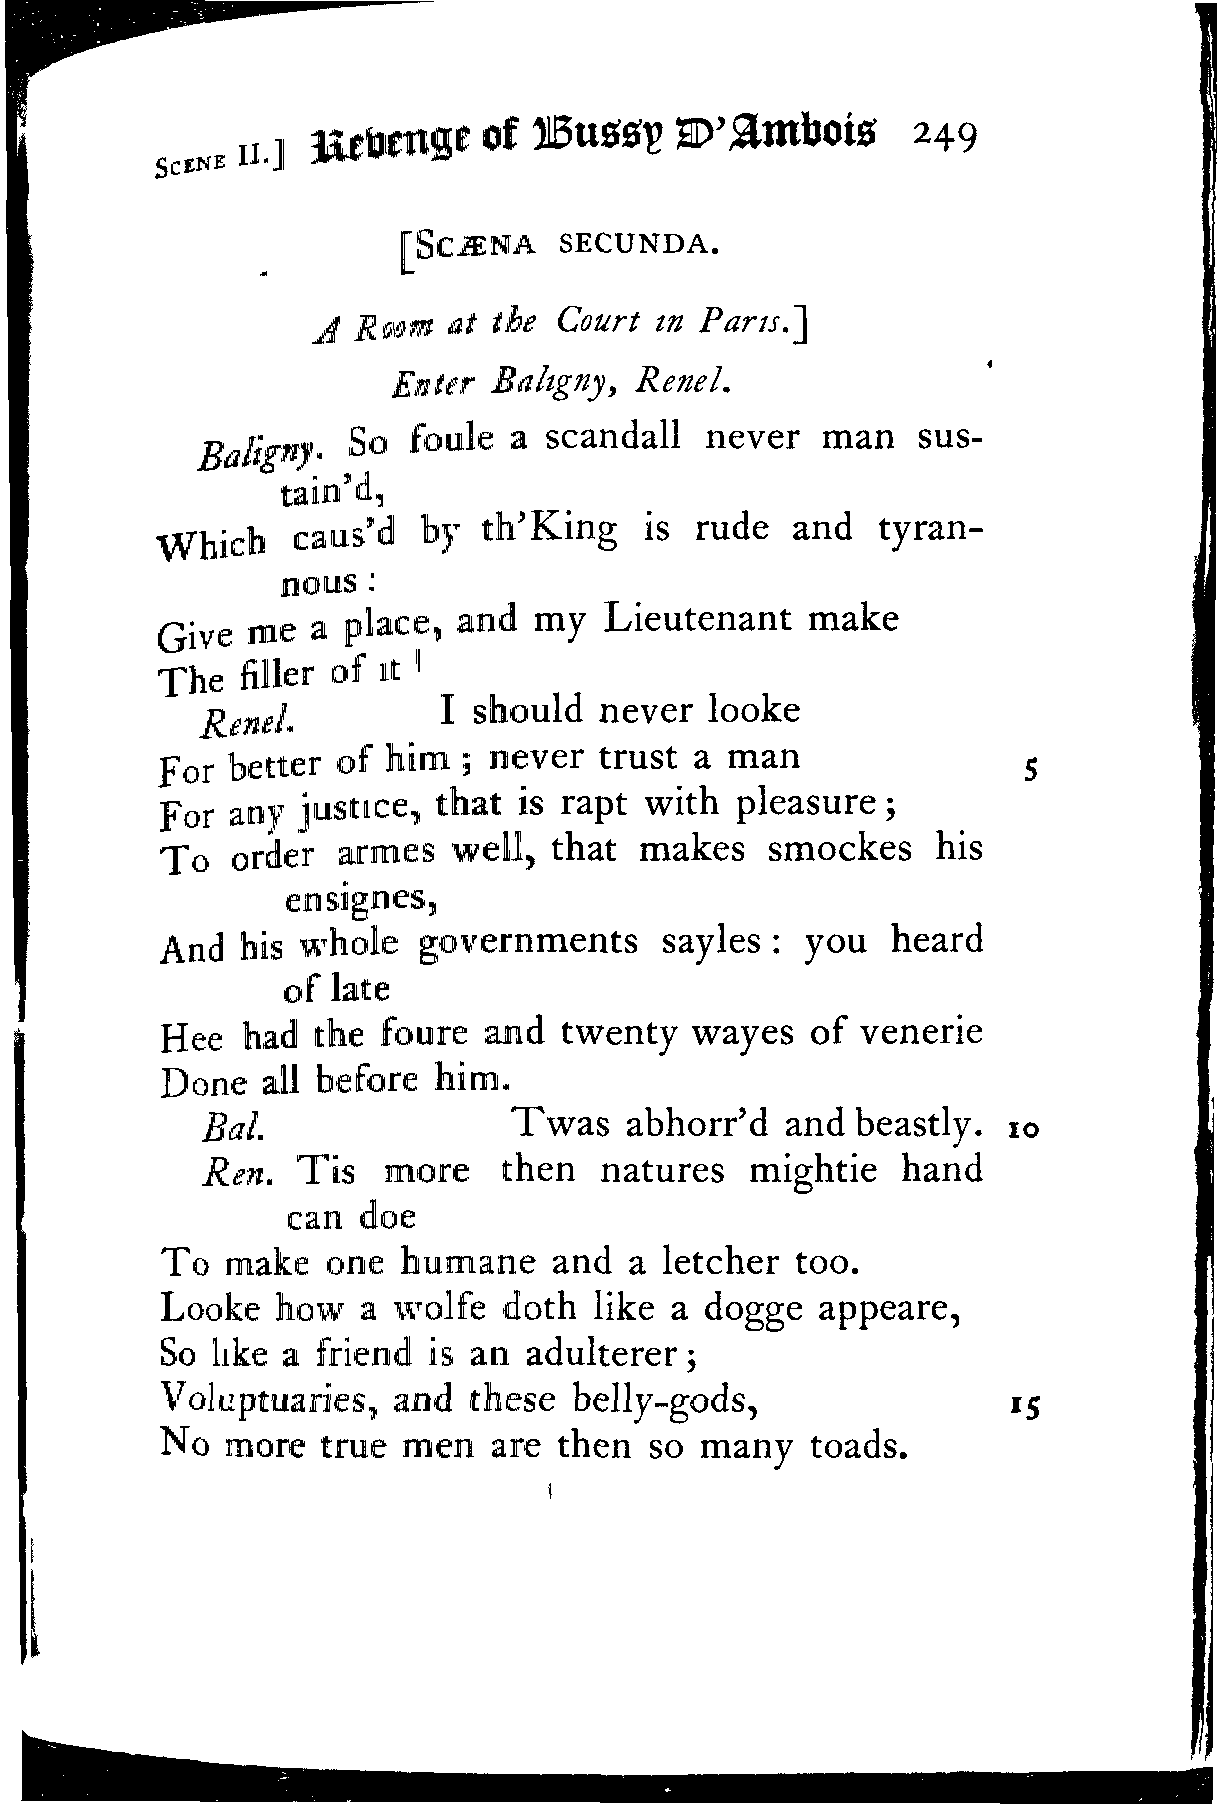 SCENE II.] Revenge of Bussy D'Ambois 249
[SCÆNA SECUNDA.
A Room at the Court in Paris.]
Enter Baligny, Renel.
Baligny. So foule a scandall never man sus-
tain'd,
Which caus'd by th'King is rude and tyran-
nous :
Give me a place, and my Lieutenant make
The filler of it !
Renel. I should never looke
For better of him ; never trust a man 5
For any justice, that is rapt with pleasure ;
To order armes well, that makes smockes his
ensignes,
And his whole governments sayles : you heard
of late
Hee had the foure and twenty wayes of venerie
Done all before him.
Bal. Twas abhorr'd and beastly. 10
Ren. Tis more then natures mightie hand
can doe
To make one humane and a letcher too.
Looke how a wolfe doth like a dogge appeare,
So like a friend is an adulterer ;
Voluptuaries, and these belly-gods, 15
No more true men are then so many toads.